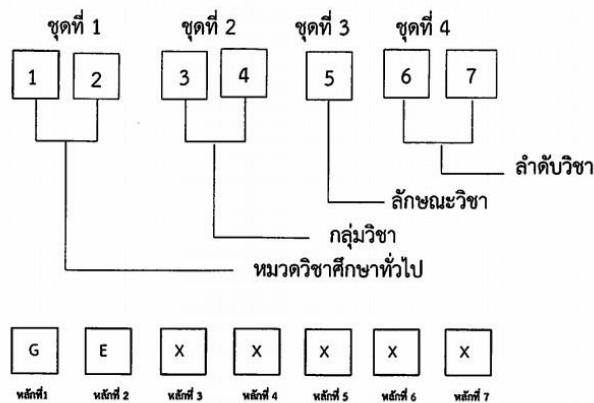 ชุดที่ 1 ชุดที่ 2 ชุดที่ 3 ชุดที่ 4
1 2 3 4 5 6 7
ลำดับวิชา
ลักษณะวิชา
กลุ่มวิชา
หมวดวิชาศึกษาทั่วไป
G E X X X X X
หลักที่1 หลักที่ 2 หลักที่ 3 หลักที่ 4 หลักที่ 5 หลักที่ 6 หลักที่ 7